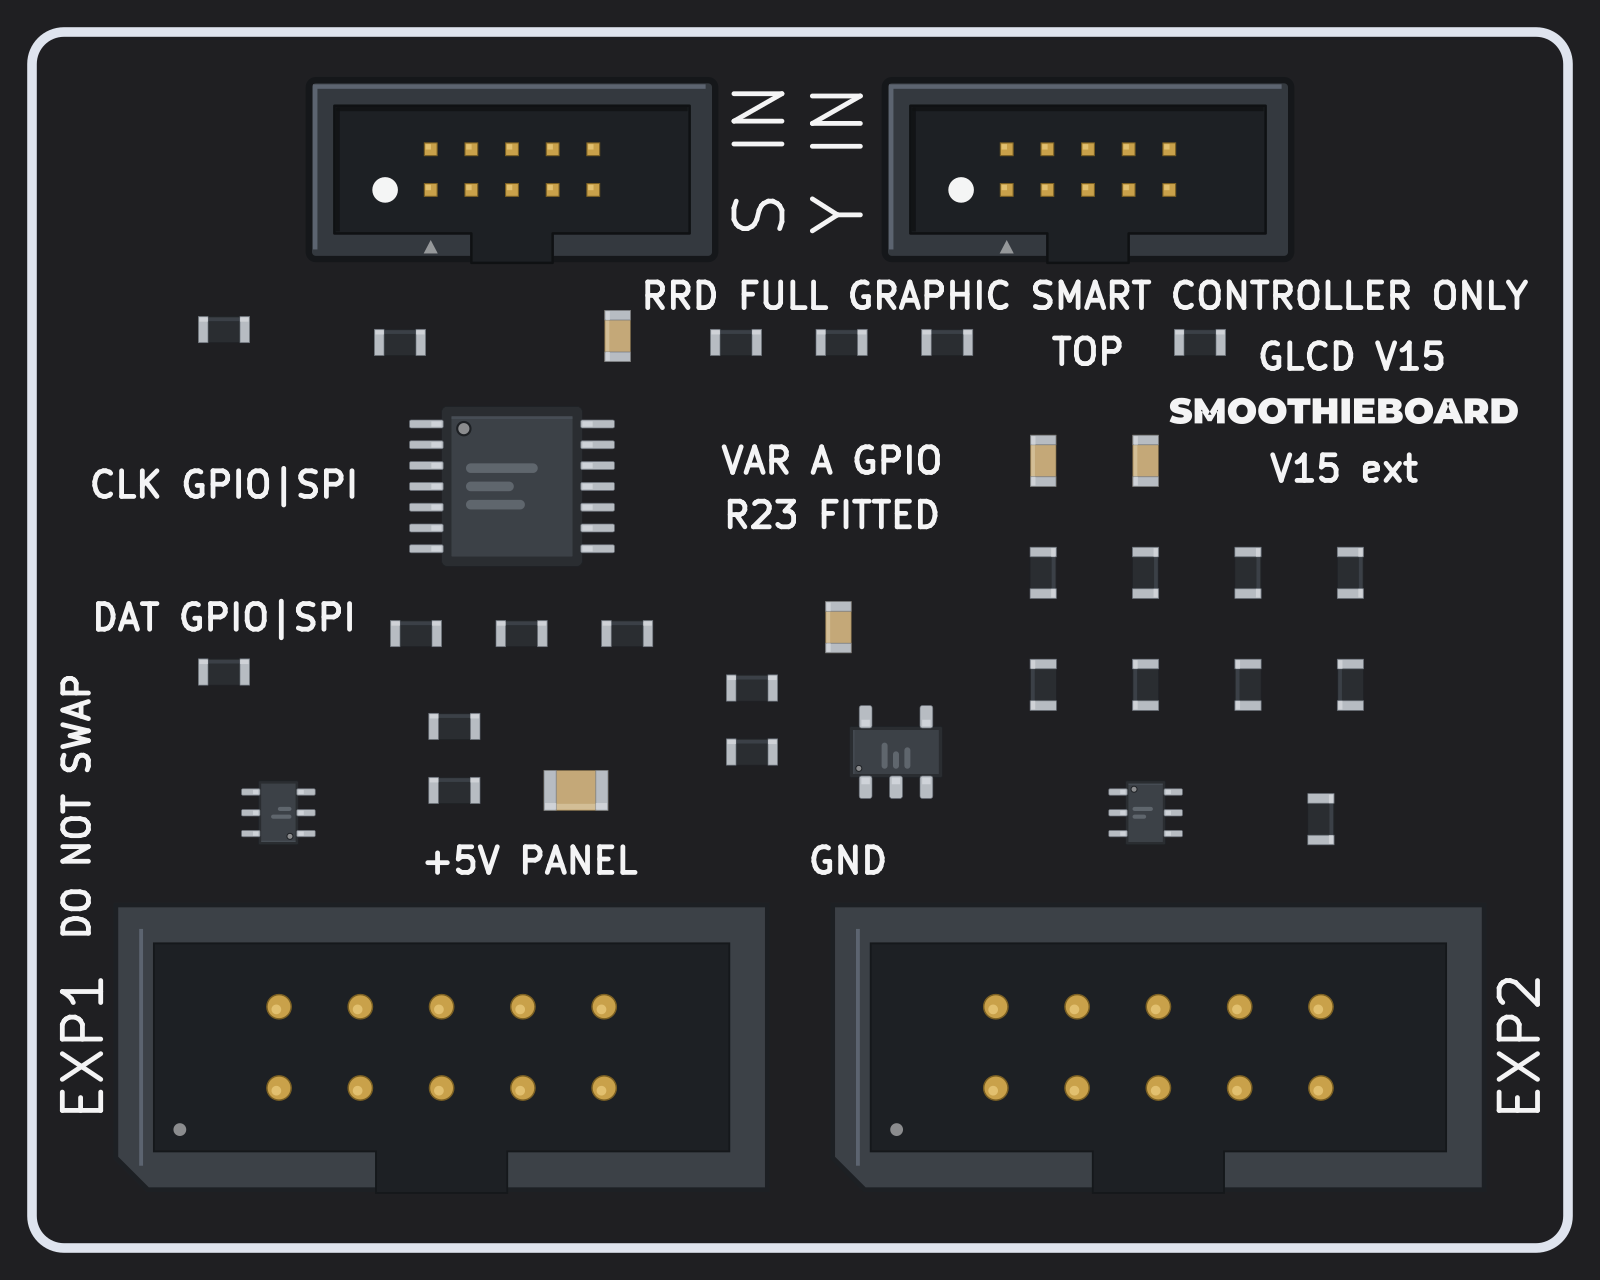 S IN
Y IN
RRD FULL GRAPHIC SMART CONTROLLER ONLY
TOP
GLCD V15
SMOOTHIEBOARD
V15 ext
VAR A GPIO
R23 FITTED
CLK GPIO|SPI
DAT GPIO|SPI
DO NOT SWAP
+5V PANEL
GND
EXP1
EXP2